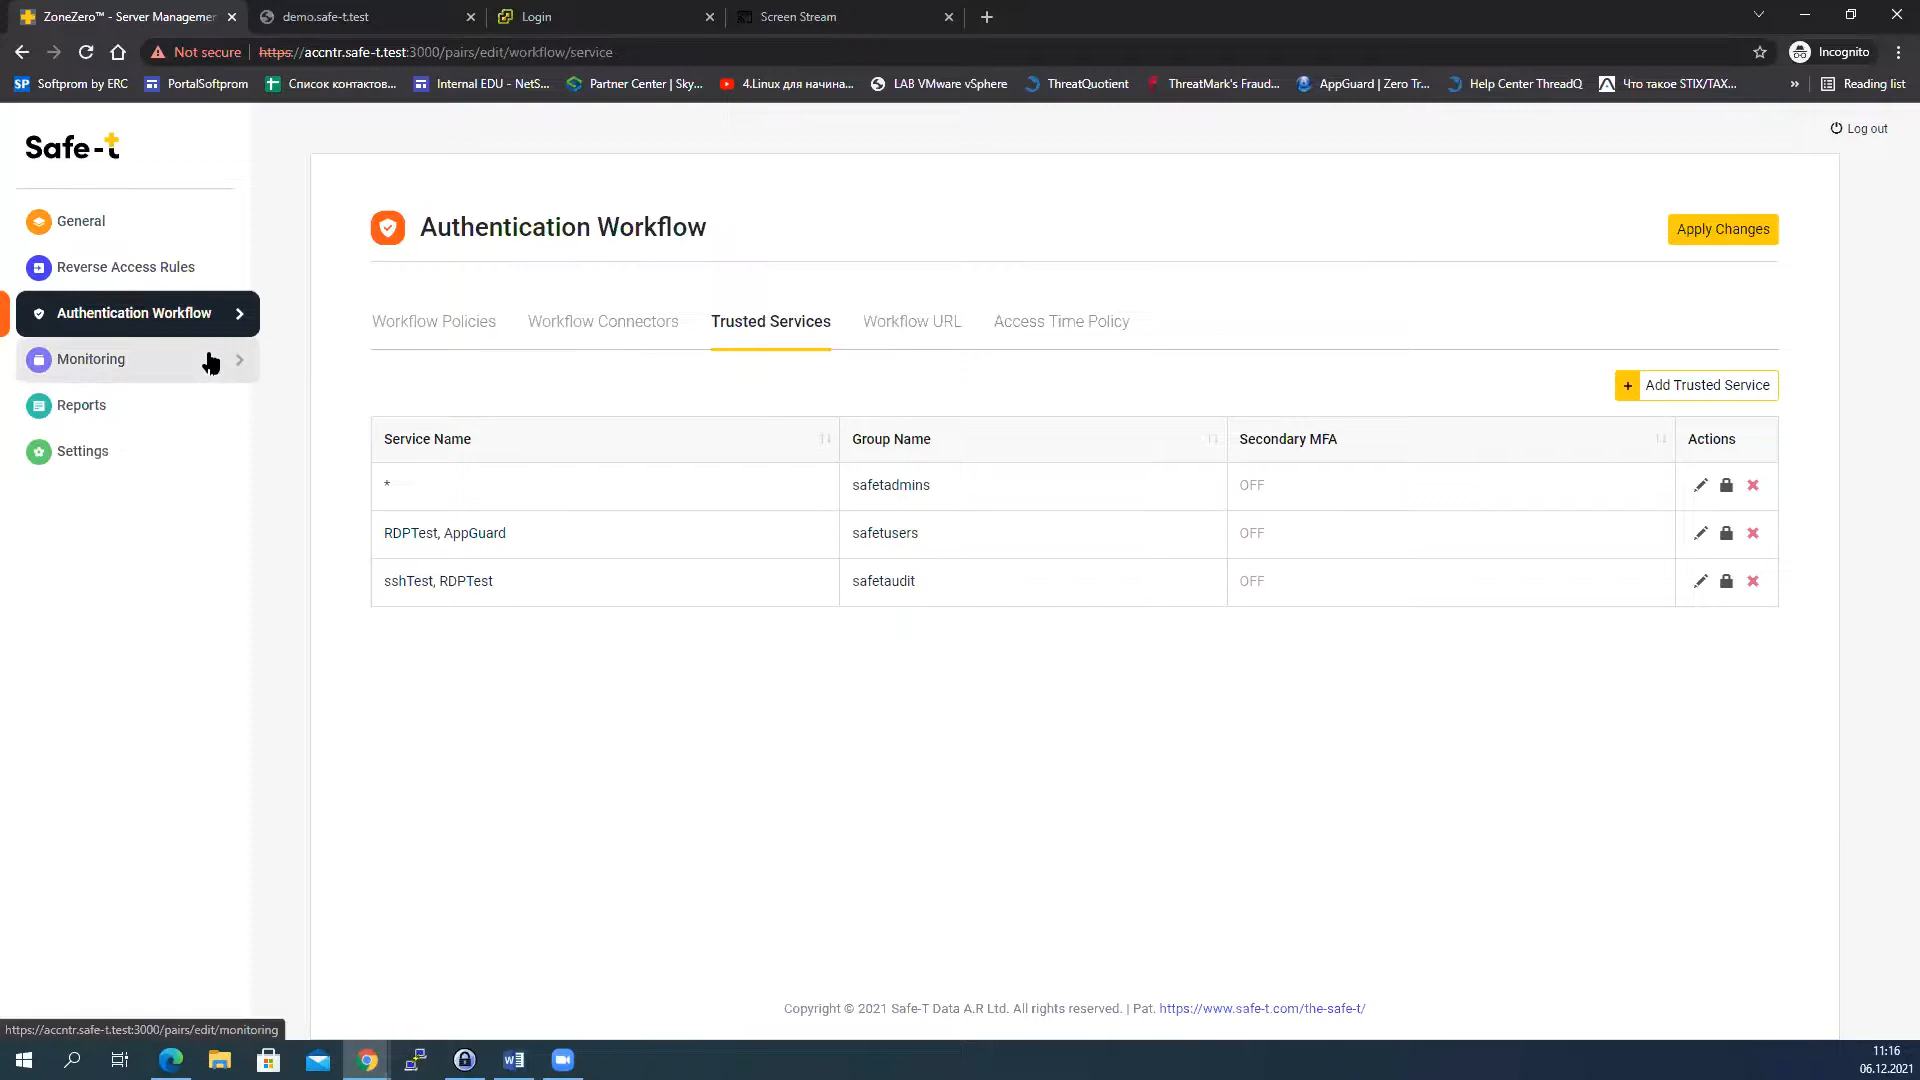 ZoneZero™ - Server Managemer
demo.safe-t.test
Login
Screen Stream
Not secure
https://accntr.safe-t.test:3000/pairs/edit/workflow/service
Incognito
SP Softprom by ERC
PortalSoftprom
Список контактов...
Internal EDU - NetS...
Partner Center | Sky...
4.Linux для начина...
LAB VMware vSphere
ThreatQuotient
ThreatMark's Fraud...
AppGuard | Zero Tr...
Help Center ThreadQ
Что такое STIX/TAX...
»
Reading list
Safe-t
Log out
General
Reverse Access Rules
Authentication Workflow
Monitoring
Reports
Settings
Authentication Workflow
Apply Changes
Workflow Policies
Workflow Connectors
Trusted Services
Workflow URL
Access Time Policy
+ Add Trusted Service
Service Name
Group Name
Secondary MFA
Actions
*
safetadmins
OFF
RDPTest, AppGuard
safetusers
OFF
sshTest, RDPTest
safetaudit
OFF
Copyright © 2021 Safe-T Data A.R Ltd. All rights reserved. | Pat. https://www.safe-t.com/the-safe-t/
https://accntr.safe-t.test:3000/pairs/edit/monitoring
11:16
06.12.2021